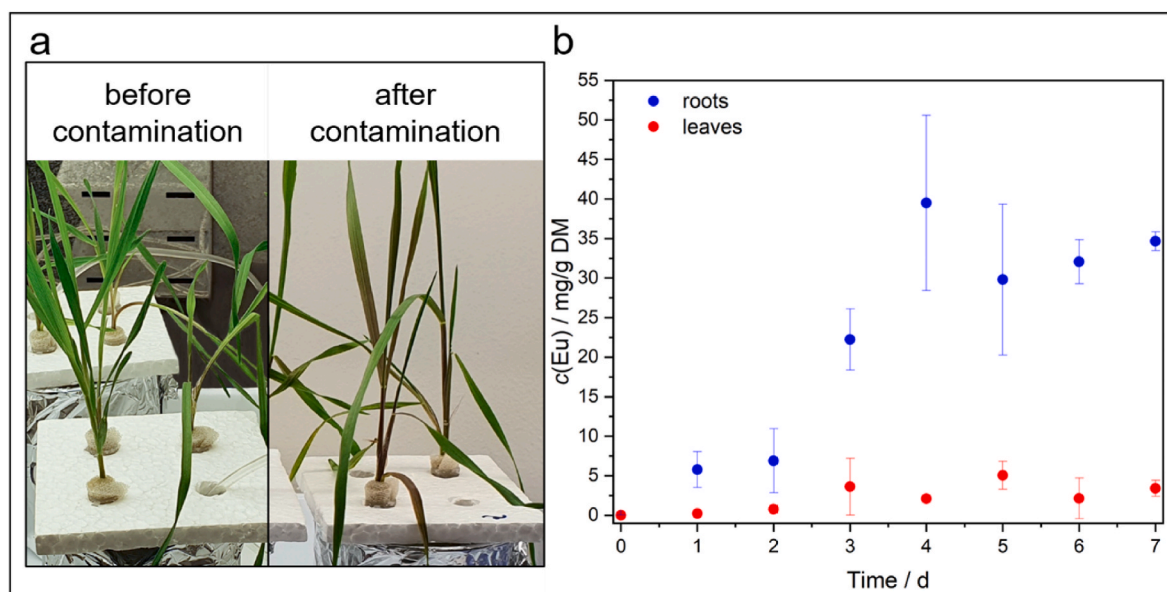 a
before
contamination
after
contamination
b
55
50
45
40
35
30
25
20
15
10
5
0
c(Eu) / mg/g DM
roots
leaves
0 1 2 3 4 5 6 7
Time / d